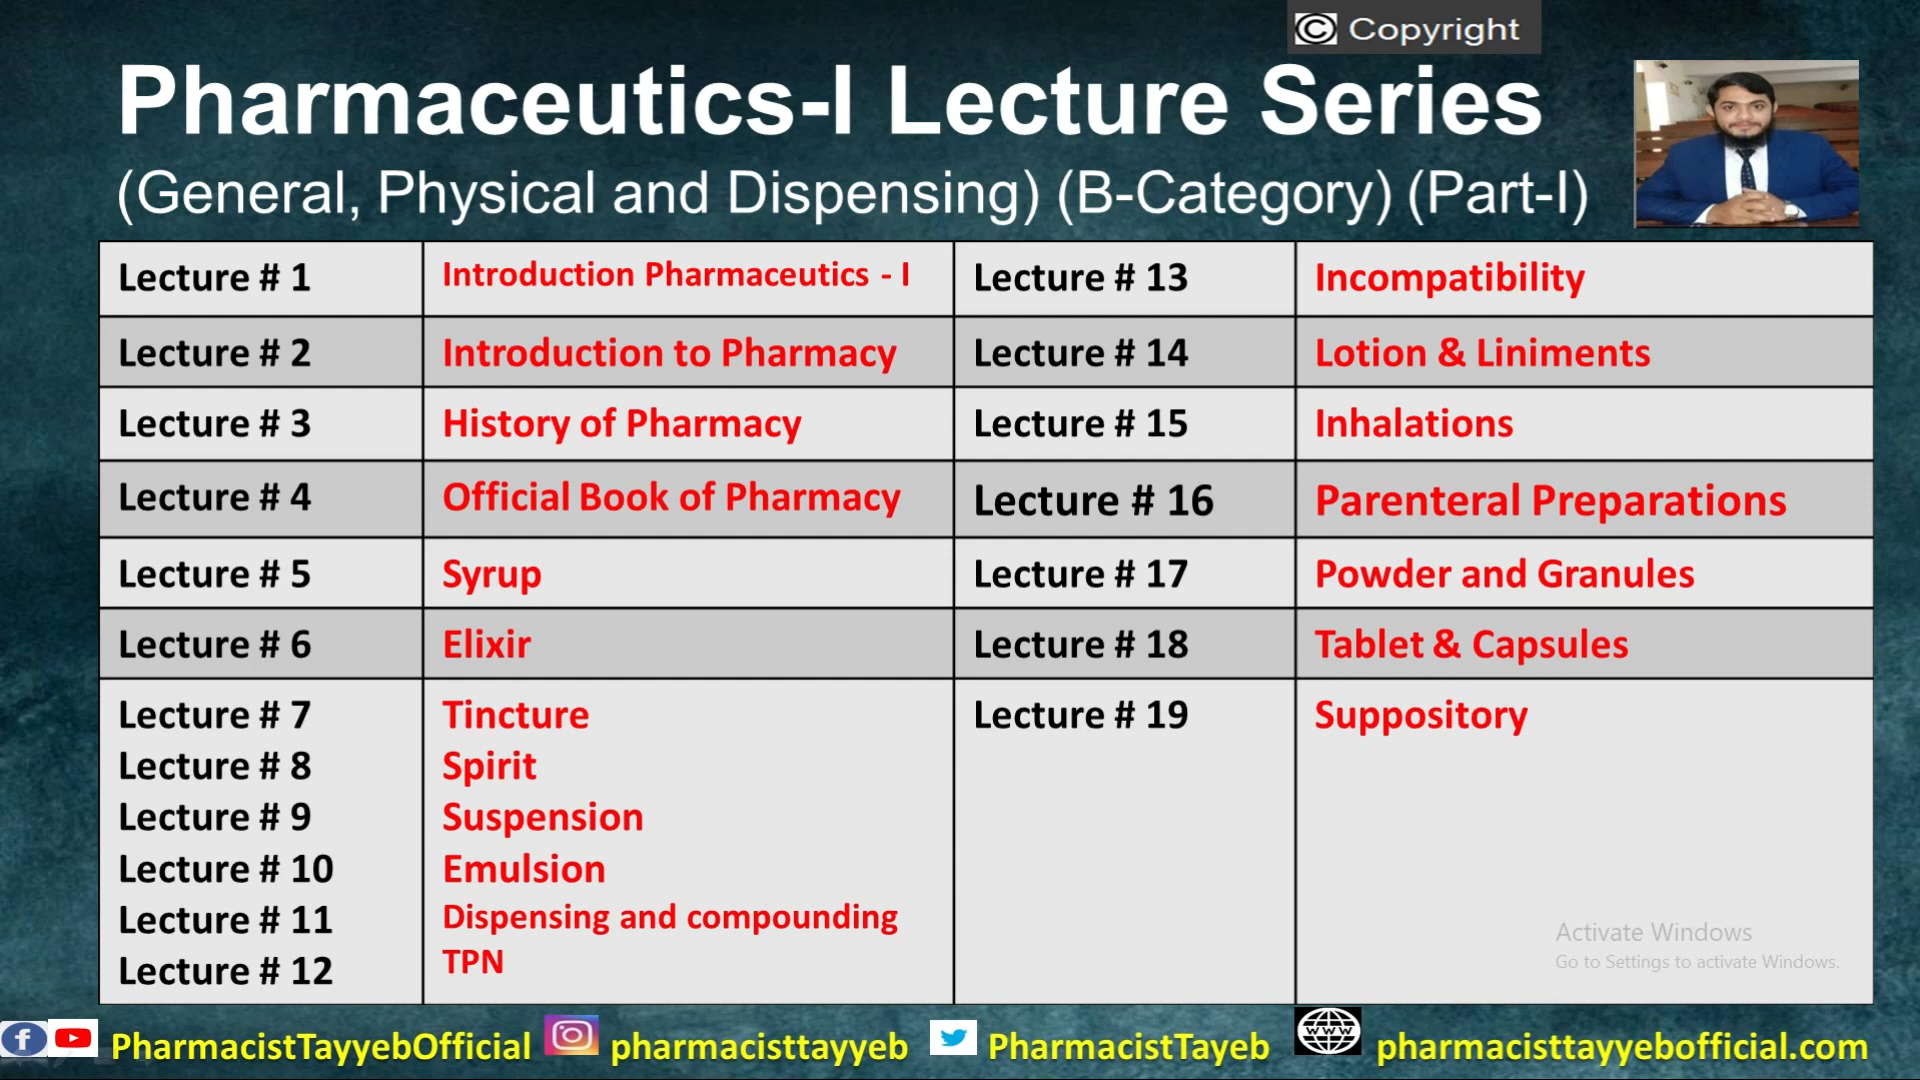 © Copyright
Pharmaceutics-I Lecture Series
(General, Physical and Dispensing) (B-Category) (Part-I)
Lecture # 1 Introduction Pharmaceutics - I Lecture # 13 Incompatibility
Lecture # 2 Introduction to Pharmacy Lecture # 14 Lotion & Liniments
Lecture # 3 History of Pharmacy Lecture # 15 Inhalations
Lecture # 4 Official Book of Pharmacy Lecture # 16 Parenteral Preparations
Lecture # 5 Syrup Lecture # 17 Powder and Granules
Lecture # 6 Elixir Lecture # 18 Tablet & Capsules
Lecture # 7 Tincture Lecture # 19 Suppository
Lecture # 8 Spirit
Lecture # 9 Suspension
Lecture # 10 Emulsion
Lecture # 11 Dispensing and compounding
Lecture # 12 TPN
Activate Windows
Go to Settings to activate Windows.
f PharmacistTayyebOfficial pharmacisttayyeb PharmacistTayeb WWW pharmacisttayyebofficial.com